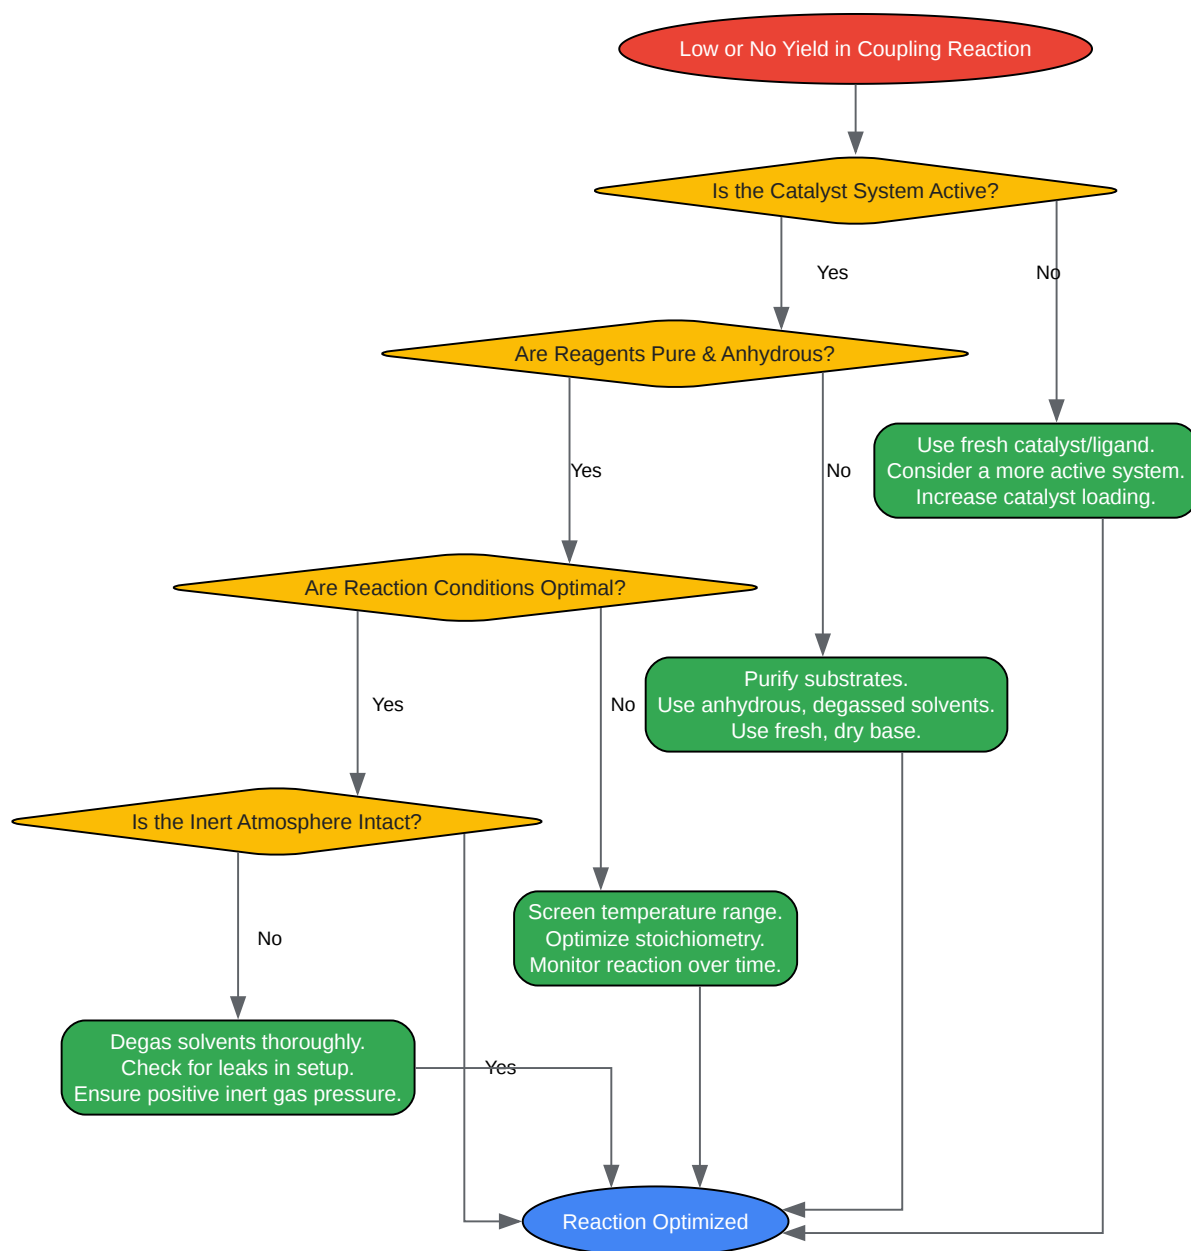 Low or No Yield in Coupling Reaction
Is the Catalyst System Active?
Yes
No
Are Reagents Pure & Anhydrous?
Use fresh catalyst/ligand.
Consider a more active system.
Increase catalyst loading.
Yes
No
Are Reaction Conditions Optimal?
Purify substrates.
Use anhydrous, degassed solvents.
Use fresh, dry base.
Yes
No
Is the Inert Atmosphere Intact?
Screen temperature range.
Optimize stoichiometry.
Monitor reaction over time.
No
Degas solvents thoroughly.
Check for leaks in setup.
Ensure positive inert gas pressure.
Yes
Reaction Optimized